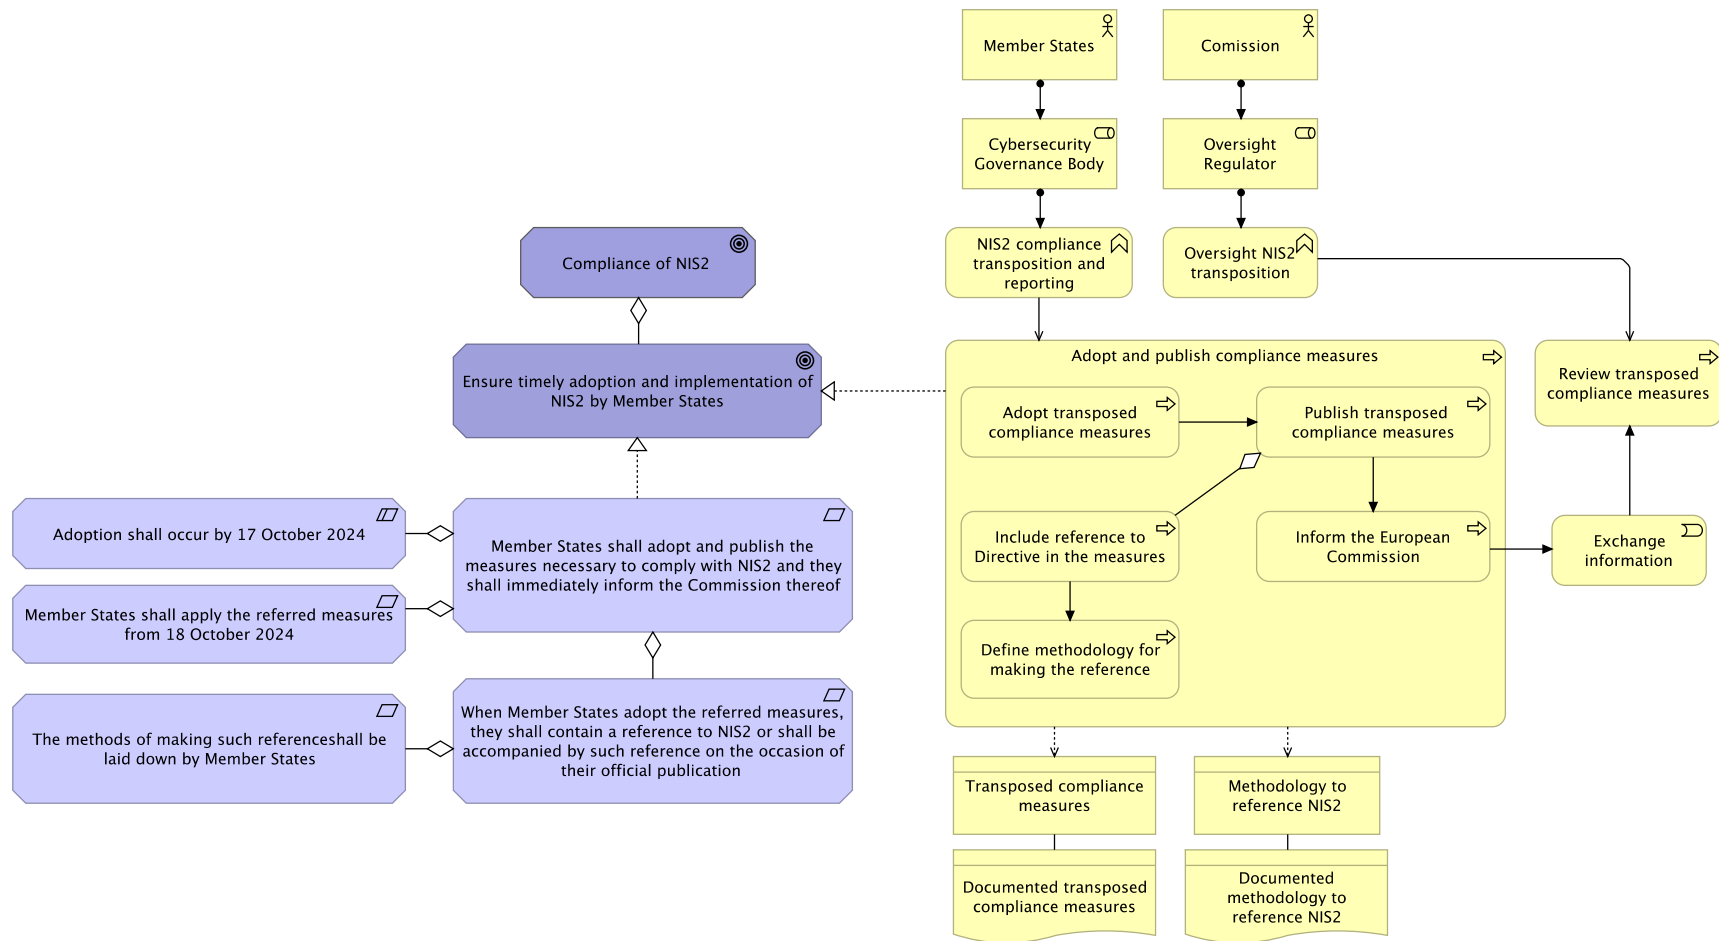 Member States
Comission
Cybersecurity
Governance Body
Oversight
Regulator
Compliance of NIS2
NIS2 compliance
transposition and
reporting
Oversight NIS2
transposition
Ensure timely adoption and implementation of
NIS2 by Member States
Adopt and publish compliance measures
Adopt transposed
compliance measures
Publish transposed
compliance measures
Review transposed
compliance measures
Adoption shall occur by 17 October 2024
Member States shall adopt and publish the
measures necessary to comply with NIS2 and they
shall immediately inform the Commission thereof
Include reference to
Directive in the measures
Inform the European
Commission
Exchange
information
Member States shall apply the referred measures
from 18 October 2024
Define methodology for
making the reference
The methods of making such referenceshall be
laid down by Member States
When Member States adopt the referred measures,
they shall contain a reference to NIS2 or shall be
accompanied by such reference on the occasion of
their official publication
Transposed compliance
measures
Methodology to
reference NIS2
Documented transposed
compliance measures
Documented
methodology to
reference NIS2